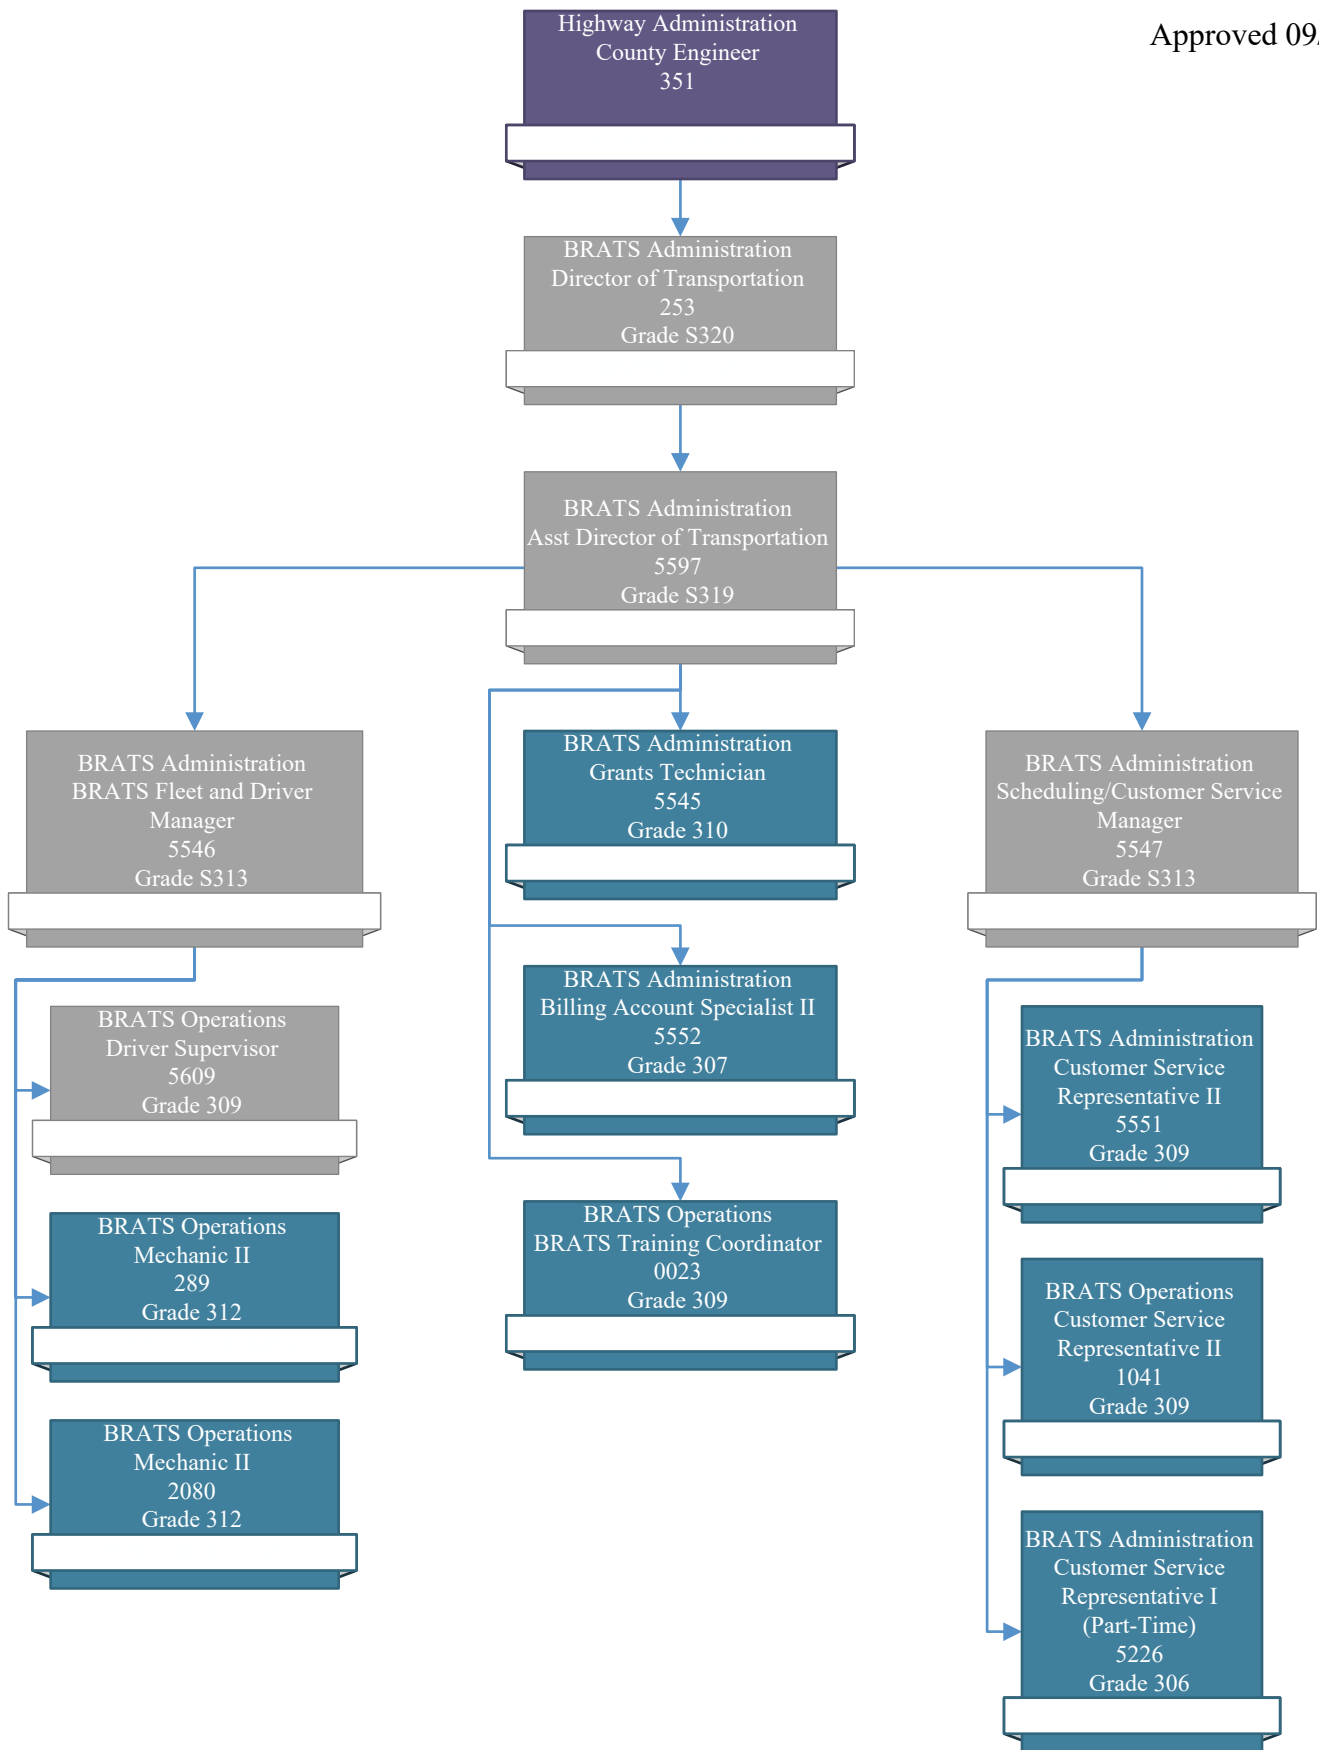 Highway Administration
County Engineer
351
Approved 09/
BRATS Administration
Director of Transportation
253
Grade S320
BRATS Administration
Asst Director of Transportation
5597
Grade S319
BRATS Administration
BRATS Fleet and Driver
Manager
5546
Grade S313
BRATS Operations
Driver Supervisor
5609
Grade 309
BRATS Operations
Mechanic II
289
Grade 312
BRATS Operations
Mechanic II
2080
Grade 312
BRATS Administration
Grants Technician
5545
Grade 310
BRATS Administration
Billing Account Specialist II
5552
Grade 307
BRATS Operations
BRATS Training Coordinator
0023
Grade 309
BRATS Administration
Scheduling/Customer Service
Manager
5547
Grade S313
BRATS Administration
Customer Service
Representative II
5551
Grade 309
BRATS Operations
Customer Service
Representative II
1041
Grade 309
BRATS Administration
Customer Service
Representative I
(Part-Time)
5226
Grade 306